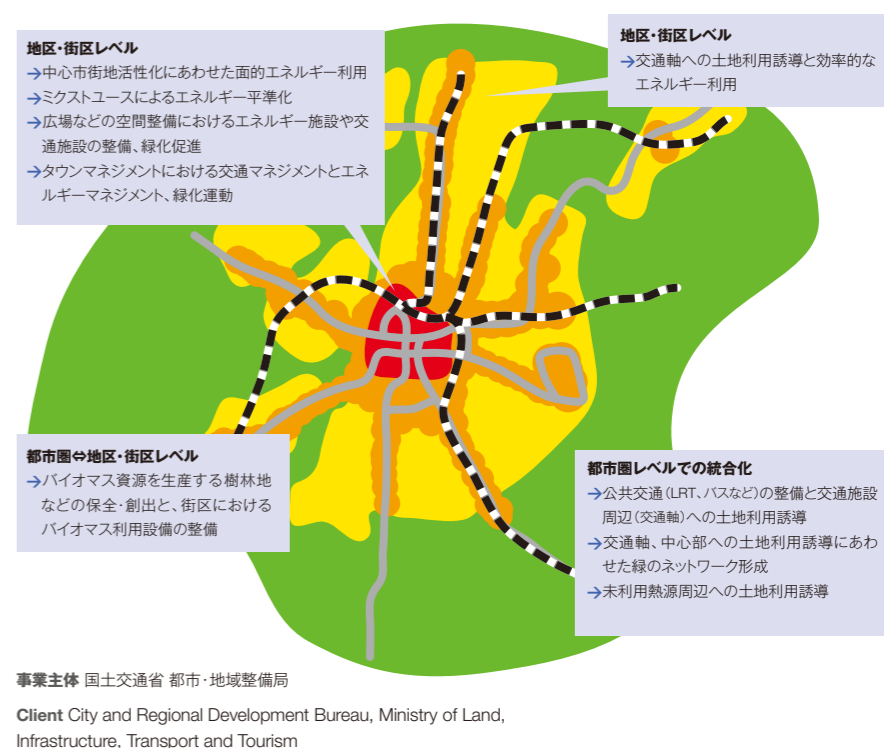 地区・街区レベル
→中心市街地活性化にあわせた面的エネルギー利用
→ミクストユースによるエネルギー平準化
→広場などの空間整備におけるエネルギー施設や交
通施設の整備、緑化促進
→タウンマネジメントにおける交通マネジメントとエネ
ルギーマネジメント、緑化運動
地区・街区レベル
→交通軸への土地利用誘導と効率的な
エネルギー利用
都市圏⇔地区・街区レベル
→バイオマス資源を生産する樹林地
などの保全・創出と、街区における
バイオマス利用設備の整備
都市圏レベルでの統合化
→公共交通（LRT、バスなど）の整備と交通施設
周辺（交通軸）への土地利用誘導
→交通軸、中心部への土地利用誘導にあわ
せた緑のネットワーク形成
→未利用熱源周辺への土地利用誘導
事業主体 国土交通省 都市・地域整備局
Client City and Regional Development Bureau, Ministry of Land,
Infrastructure, Transport and Tourism